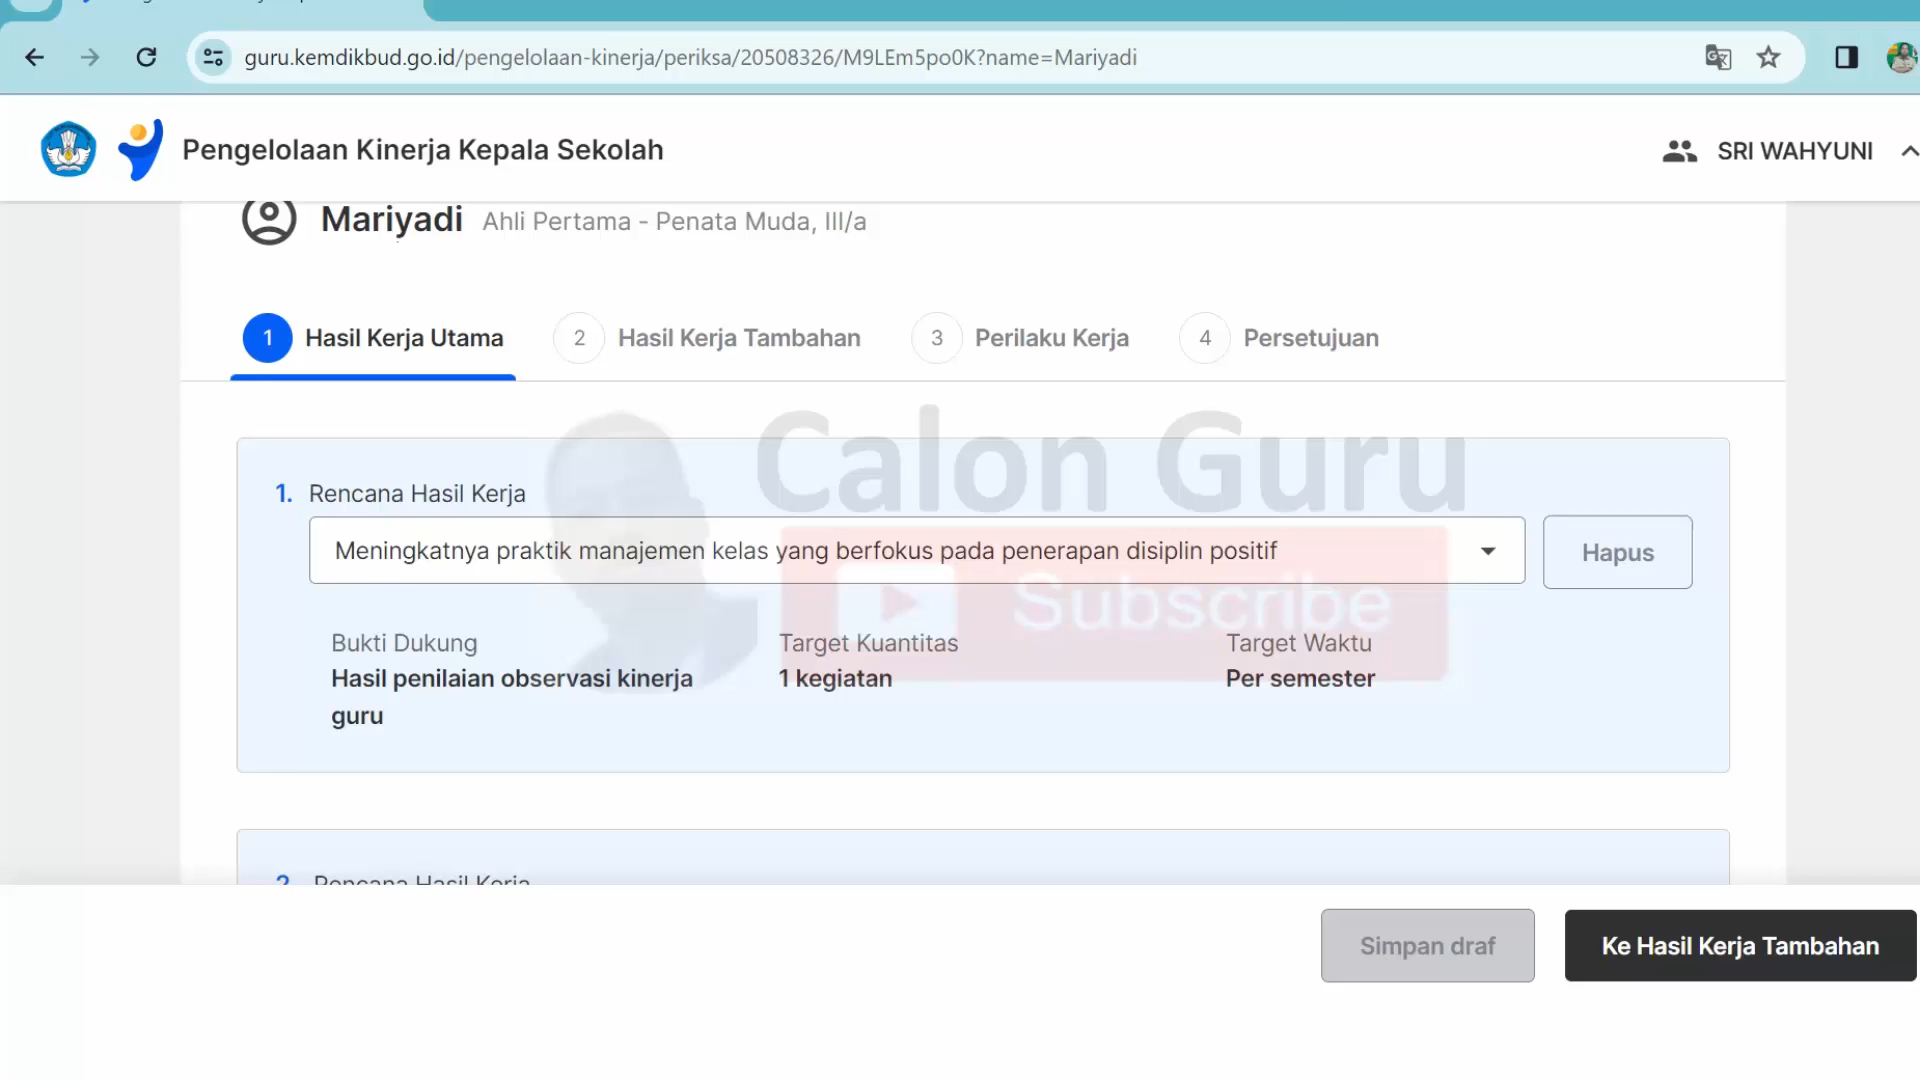 guru.kemdikbud.go.id/pengelolaan-kinerja/periksa/20508326/M9LEm5po0K?name=Mariyadi
Pengelolaan Kinerja Kepala Sekolah
SRI WAHYUNI
Mariyadi Ahli Pertama - Penata Muda, III/a
1 Hasil Kerja Utama 2 Hasil Kerja Tambahan 3 Perilaku Kerja 4 Persetujuan
Calon Guru
1. Rencana Hasil Kerja
Meningkatnya praktik manajemen kelas yang berfokus pada penerapan disiplin positif
Hapus
Subscribe
Bukti Dukung Target Kuantitas Target Waktu
Hasil penilaian observasi kinerja 1 kegiatan Per semester
guru
2. Rencana Hasil Kerja
Simpan draf Ke Hasil Kerja Tambahan